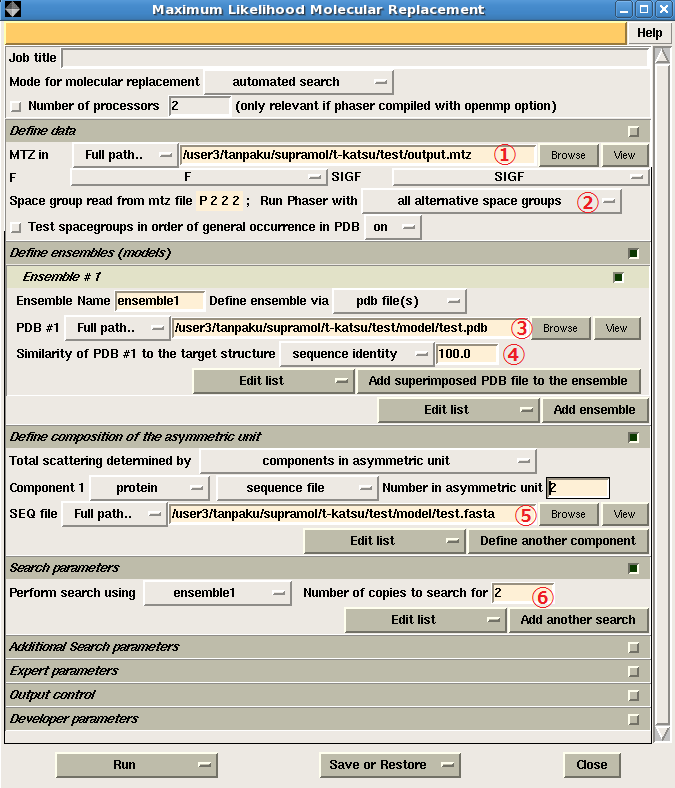 Maximum Likelihood Molecular Replacement
Help
Job title
Mode for molecular replacement automated search
Number of processors 2 (only relevant if phaser compiled with openmp option)
Define data
MTZ in Full path.. /user3/tanpaku/supramol/t-katsu/test/output.mtz ① Browse View
F F SIGF SIGF
Space group read from mtz file P 2 2 2 ; Run Phaser with all alternative space groups ②
Test spacegroups in order of general occurrence in PDB on
Define ensembles (models)
Ensemble # 1
Ensemble Name ensemble1 Define ensemble via pdb file(s)
PDB #1 Full path.. /user3/tanpaku/supramol/t-katsu/test/model/test.pdb ③ Browse View
Similarity of PDB #1 to the target structure sequence identity 100.0 ④
Edit list Add superimposed PDB file to the ensemble
Edit list Add ensemble
Define composition of the asymmetric unit
Total scattering determined by components in asymmetric unit
Component 1 protein sequence file Number in asymmetric unit 2
SEQ file Full path.. /user3/tanpaku/supramol/t-katsu/test/model/test.fasta ⑤ Browse View
Edit list Define another component
Search parameters
Perform search using ensemble1 Number of copies to search for 2 ⑥
Edit list Add another search
Additional Search parameters
Expert parameters
Output control
Developer parameters
Run Save or Restore Close